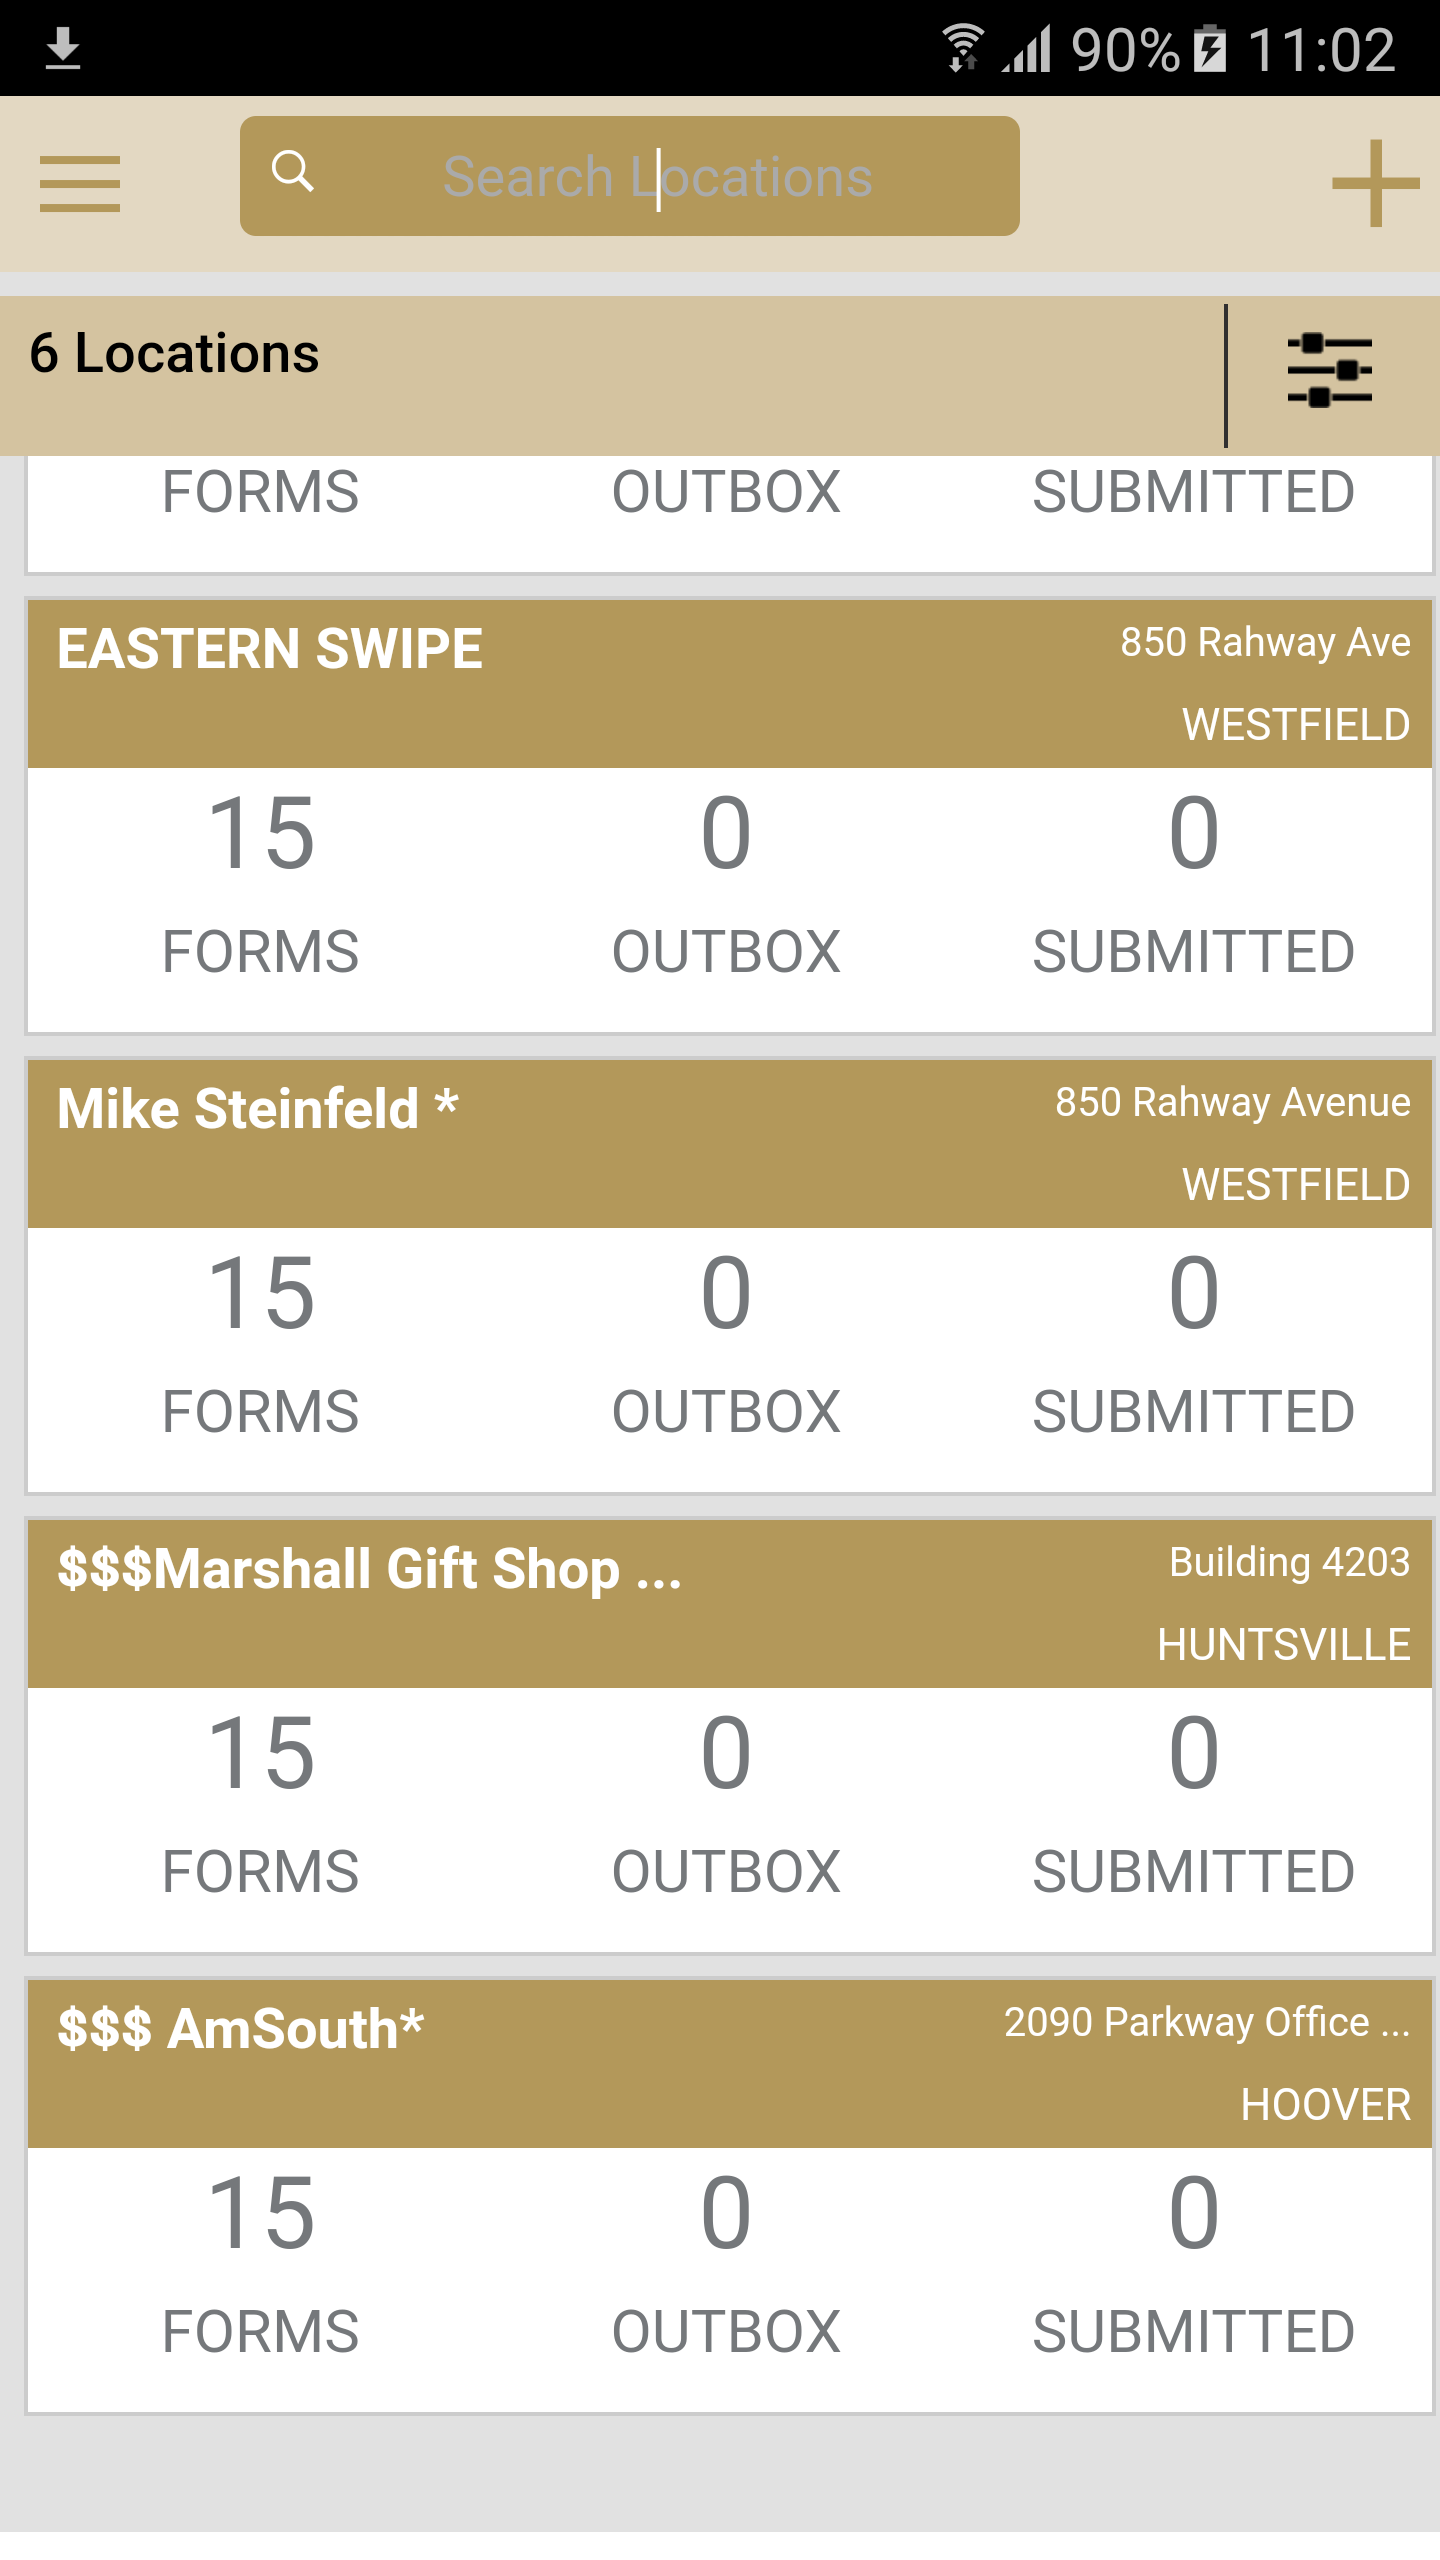 90% 11:02
Search Locations
6 Locations
FORMS OUTBOX SUBMITTED
EASTERN SWIPE 850 Rahway Ave
WESTFIELD
15 0 0
FORMS OUTBOX SUBMITTED
Mike Steinfeld * 850 Rahway Avenue
WESTFIELD
15 0 0
FORMS OUTBOX SUBMITTED
$$$Marshall Gift Shop ... Building 4203
HUNTSVILLE
15 0 0
FORMS OUTBOX SUBMITTED
$$$ AmSouth* 2090 Parkway Office ...
HOOVER
15 0 0
FORMS OUTBOX SUBMITTED